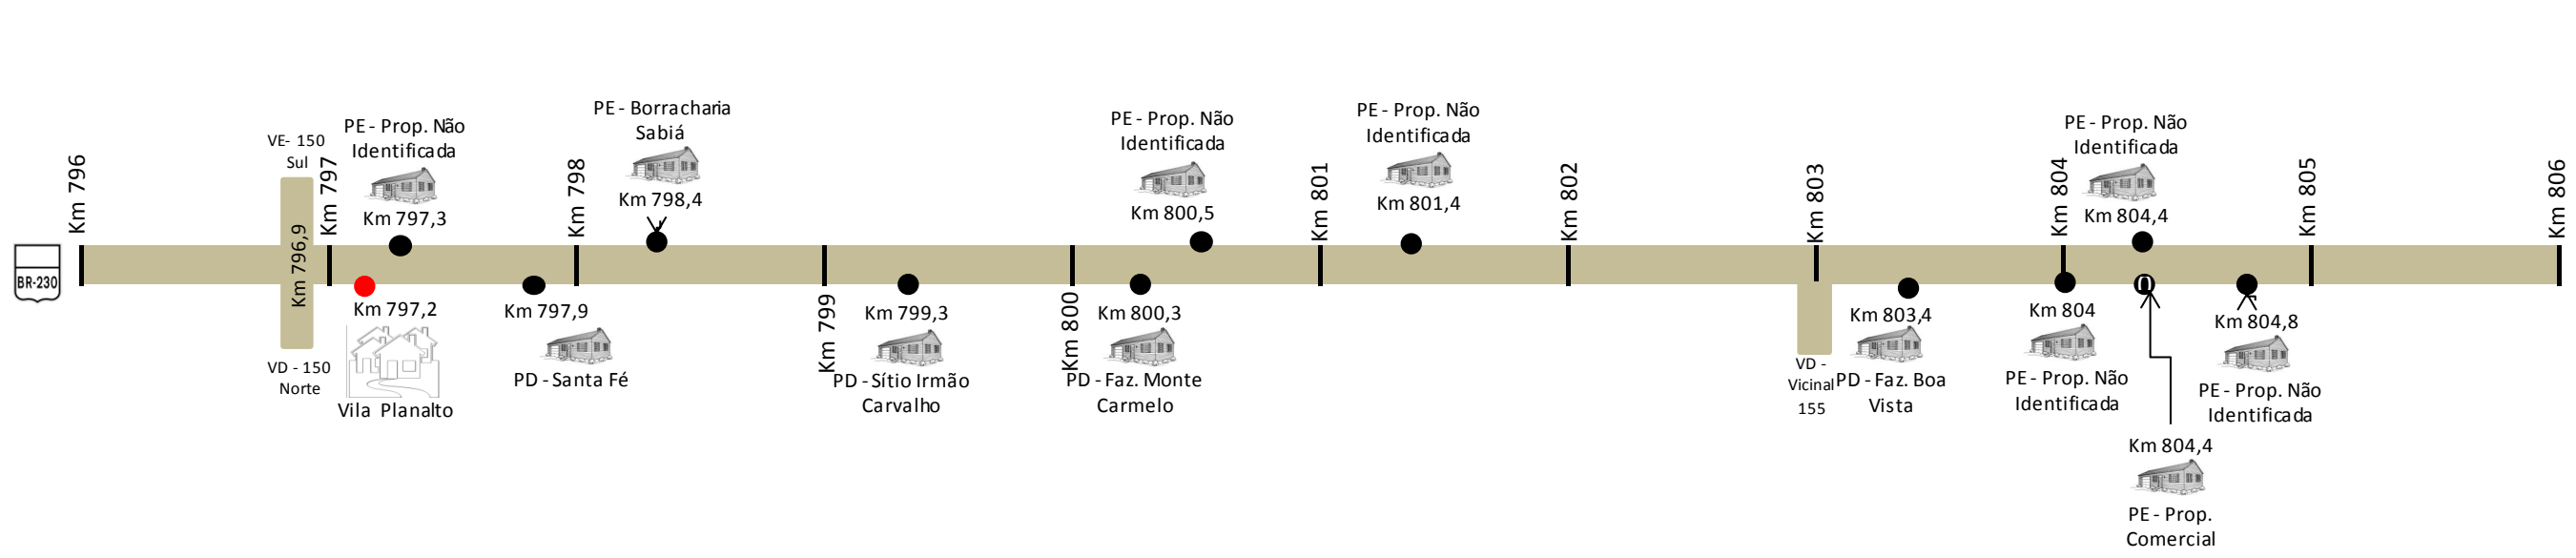 BR-230
Km 796
VE- 150
Sul
Km 796,9
VD - 150
Norte
Km 797
PE - Prop. Não
Identificada
Km 797,3
Km 797,2
Vila Planalto
Km 797,9
PD - Santa Fé
Km 798
PE - Borracharia
Sabiá
Km 798,4
Km 799
Km 799,3
PD - Sítio Irmão
Carvalho
Km 800
Km 800,3
PD - Faz. Monte
Carmelo
PE - Prop. Não
Identificada
Km 800,5
Km 801
PE - Prop. Não
Identificada
Km 801,4
Km 802
Km 803
VD -
Vicinal
155
Km 803,4
PD - Faz. Boa
Vista
Km 804
Km 804
PE - Prop. Não
Identificada
PE - Prop. Não
Identificada
Km 804,4
Km 804,4
PE - Prop.
Comercial
Km 804,8
PE - Prop. Não
Identificada
Km 805
Km 806